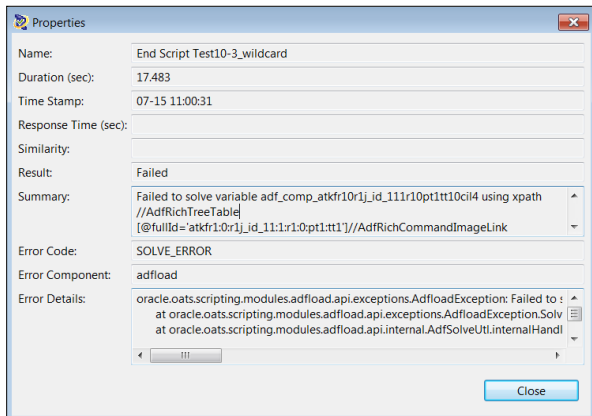 Properties
Name: End Script Test10-3_wildcard
Duration (sec): 17.483
Time Stamp: 07-15 11:00:31
Response Time (sec):
Similarity:
Result: Failed
Summary: Failed to solve variable adf_comp_atkfr10r1j_id_111r10pt1tt10cil4 using xpath
//AdfRichTreeTable
[@fullId='atkfr1:0:r1j_id_11:1:r1:0:pt1:tt1']//AdfRichCommandImageLink
Error Code: SOLVE_ERROR
Error Component: adfload
Error Details: oracle.oats.scripting.modules.adfload.api.exceptions.AdfloadException: Failed to s
at oracle.oats.scripting.modules.adfload.api.exceptions.AdfloadException.Solv
at oracle.oats.scripting.modules.adfload.api.internal.AdfSolveUtl.internalHandl
Close